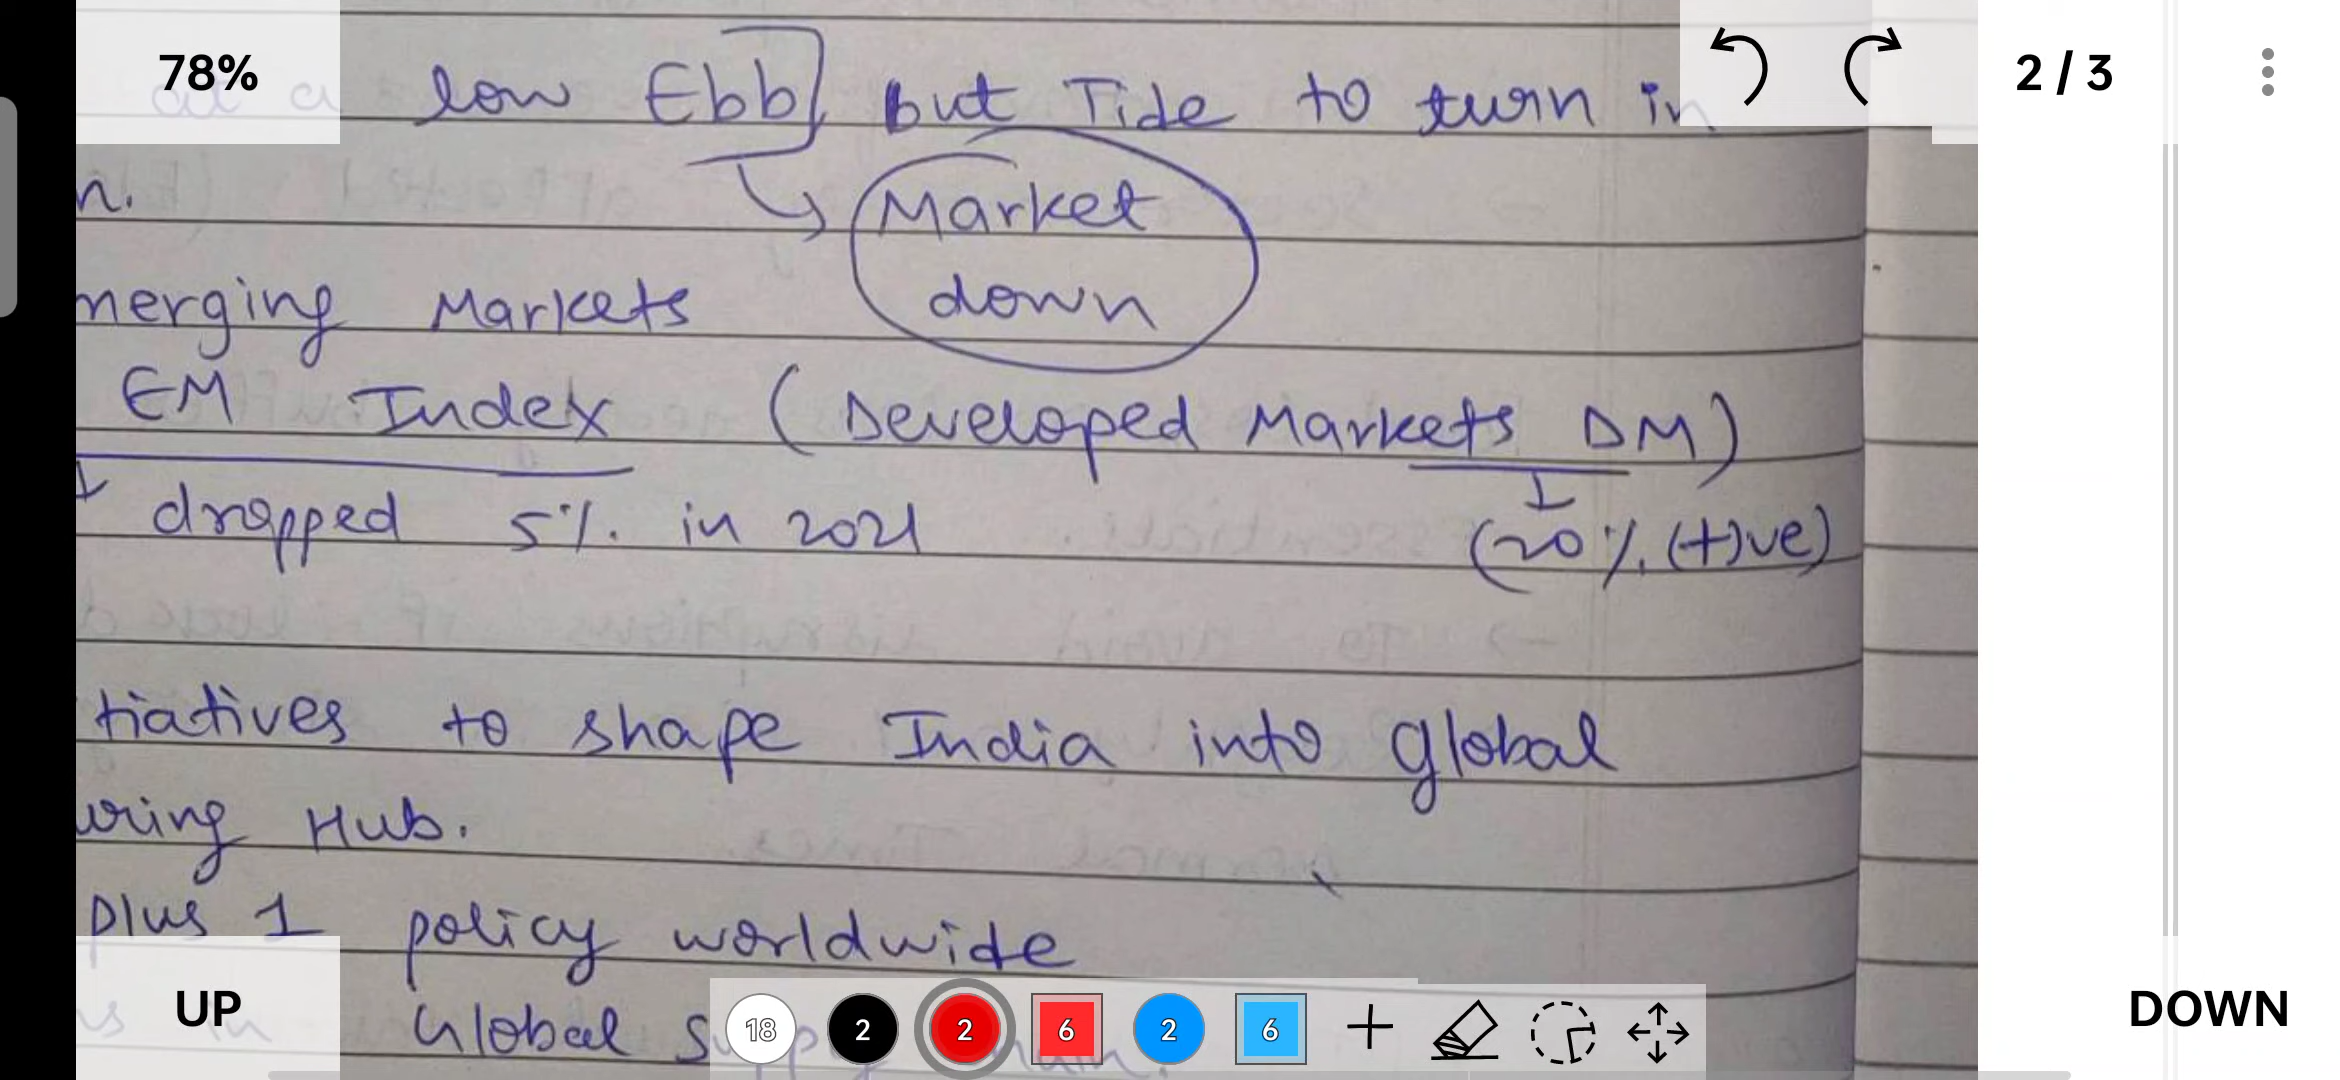 78%
2 / 3
at a low Ebb, but Tide to turn in
n.
Market
down
merging Markets
EM Index (Developed Markets DM)
dropped 5%. in 2021
(20%. (+)ve)
tiatives to shape India into global
uring Hub.
plus 1 policy worldwide
Global
UP
18 2 2 6 2 6
DOWN